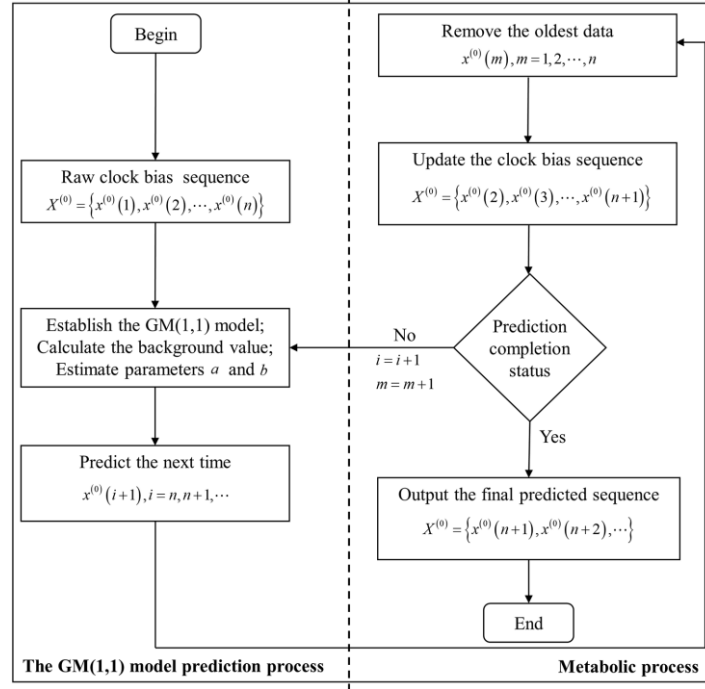 Begin
Raw clock bias sequence
X⁽⁰⁾ = {x⁽⁰⁾(1), x⁽⁰⁾(2), ⋯, x⁽⁰⁾(n)}
Establish the GM(1,1) model;
Calculate the background value;
Estimate parameters a and b
Predict the next time
x⁽⁰⁾(i+1), i = n, n+1, ⋯
The GM(1,1) model prediction process
Remove the oldest data
x⁽⁰⁾(m), m = 1, 2, ⋯, n
Update the clock bias sequence
X⁽⁰⁾ = {x⁽⁰⁾(2), x⁽⁰⁾(3), ⋯, x⁽⁰⁾(n+1)}
Prediction
completion
status
No
i = i+1
m = m+1
Yes
Output the final predicted sequence
X⁽⁰⁾ = {x⁽⁰⁾(n+1), x⁽⁰⁾(n+2), ⋯}
End
Metabolic process